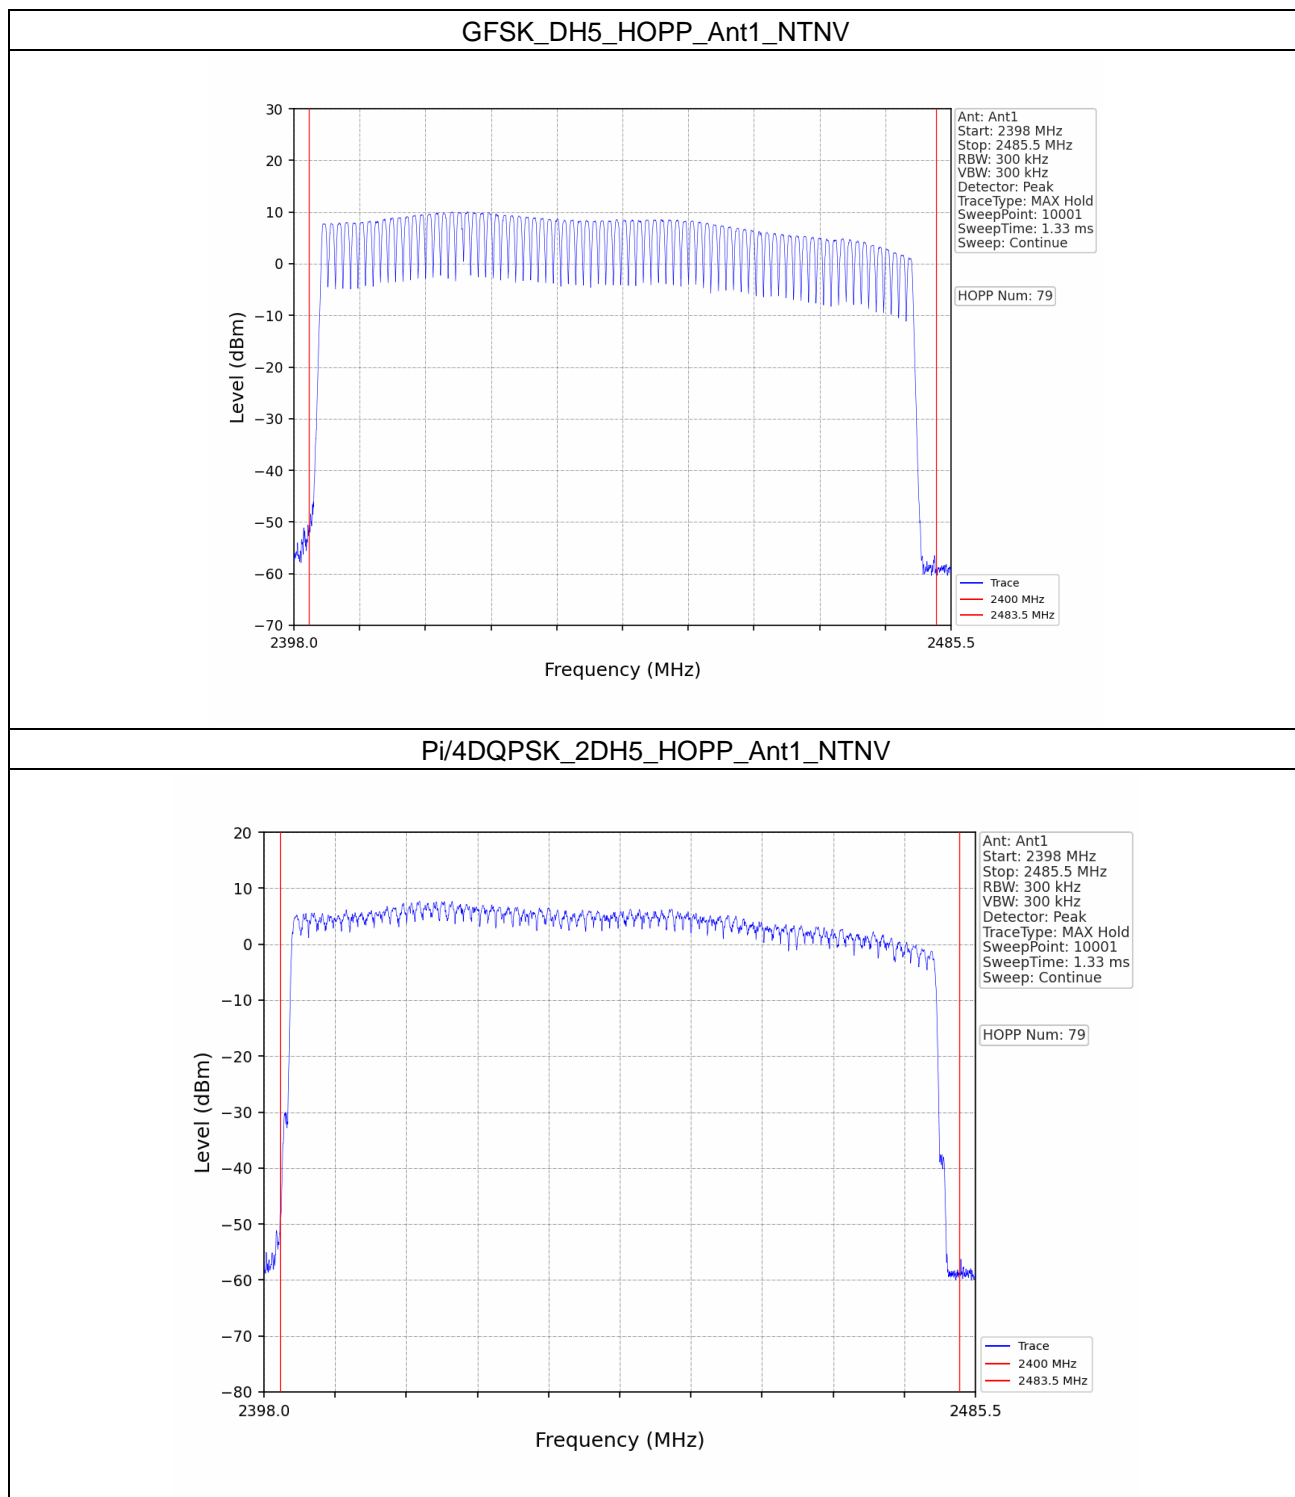 GFSK_DH5_HOPP_Ant1_NTNV
30
20
10
0
−10
−20
−30
−40
−50
−60
−70
Level (dBm)
2398.0
2485.5
Frequency (MHz)
Ant: Ant1
Start: 2398 MHz
Stop: 2485.5 MHz
RBW: 300 kHz
VBW: 300 kHz
Detector: Peak
TraceType: MAX Hold
SweepPoint: 10001
SweepTime: 1.33 ms
Sweep: Continue
HOPP Num: 79
Trace
2400 MHz
2483.5 MHz
Pi/4DQPSK_2DH5_HOPP_Ant1_NTNV
20
10
0
−10
−20
−30
−40
−50
−60
−70
−80
Level (dBm)
2398.0
2485.5
Frequency (MHz)
Ant: Ant1
Start: 2398 MHz
Stop: 2485.5 MHz
RBW: 300 kHz
VBW: 300 kHz
Detector: Peak
TraceType: MAX Hold
SweepPoint: 10001
SweepTime: 1.33 ms
Sweep: Continue
HOPP Num: 79
Trace
2400 MHz
2483.5 MHz